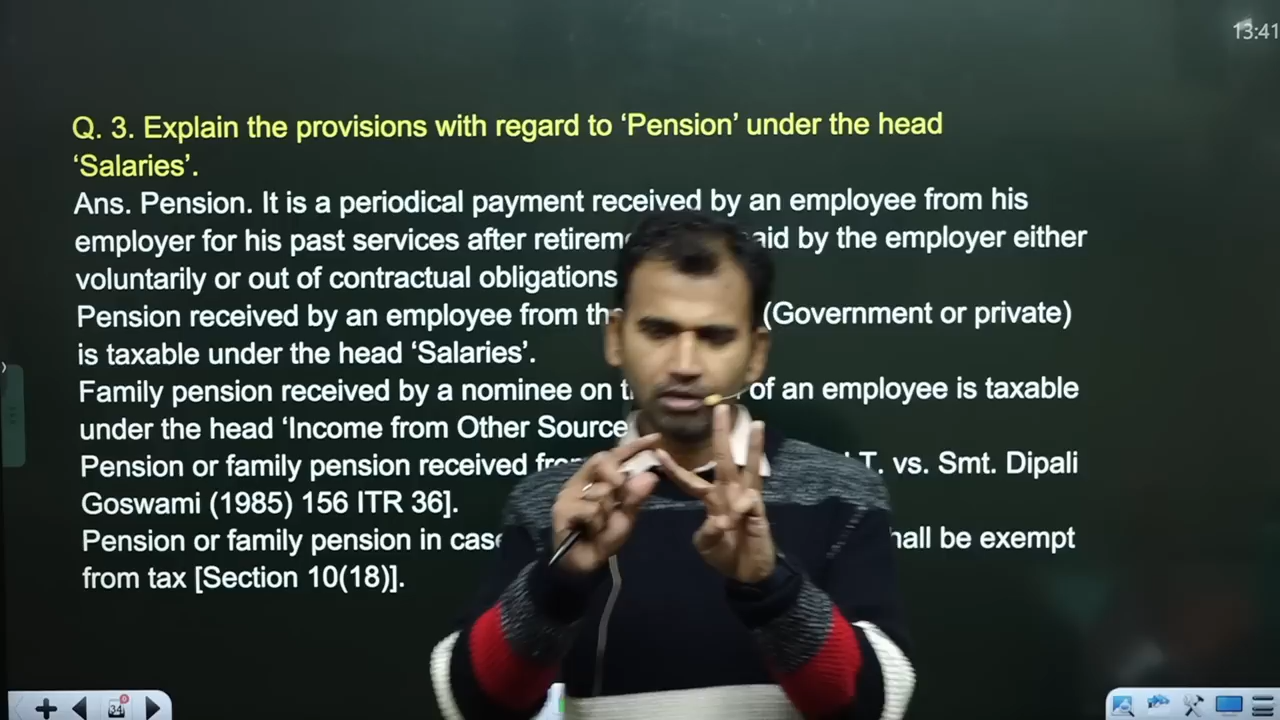 13:41
Q. 3. Explain the provisions with regard to ‘Pension’ under the head
‘Salaries’.
Ans. Pension. It is a periodical payment received by an employee from his
employer for his past services after aid by the employer either
voluntarily or out of contractual obligations
Pension received by an employee from (Government or private)
is taxable under the head ‘Salaries’.
Family pension received by a nominee on of an employee is taxable
under the head ‘Income from Other
Pension or family pension received T. vs. Smt. Dipali
Goswami (1985) 156 ITR 36].
Pension or family pension in be exempt
from tax [Section 10(18)].
34